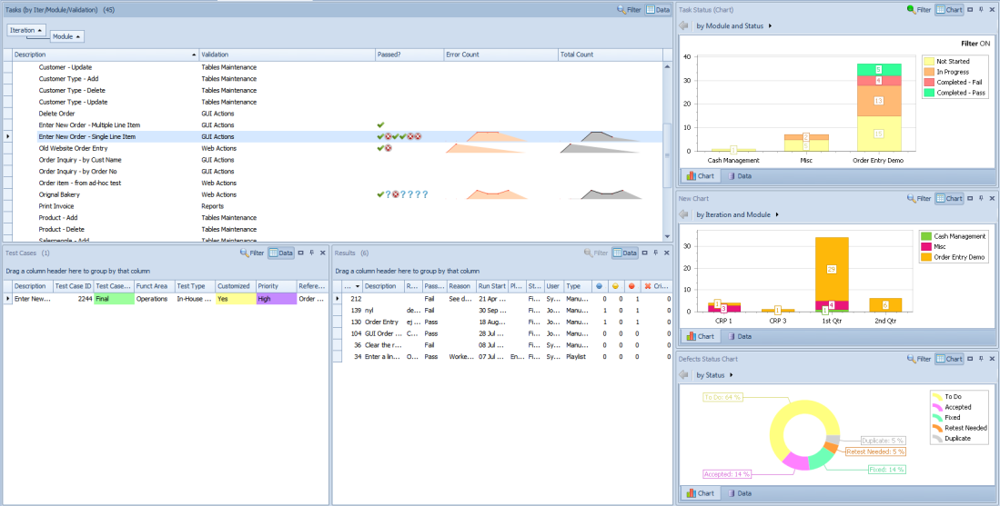 Tasks (by Iter/Module/Validation) (45) Filter Data
Iteration
Module
Description Validation Passed? Error Count Total Count
Customer - Update Tables Maintenance
Customer Type - Add Tables Maintenance
Customer Type - Delete Tables Maintenance
Customer Type - Update Tables Maintenance
Delete Order GUI Actions
Enter New Order - Multiple Line Item GUI Actions
Enter New Order - Single Line Item GUI Actions
Old Website Order Entry Web Actions
Order Inquiry - by Cust Name GUI Actions
Order Inquiry - by Order No GUI Actions
Order item - from ad-hoc test Web Actions
Orignal Bakery Web Actions ? ? ? ? ?
Print Invoice Reports
Product - Add Tables Maintenance
Product - Delete Tables Maintenance
Salespeople - Add Tables Maintenance
Test Cases (1) Filter Data
Drag a column header here to group by that column
Description Test Case ID Test Case... Funct Area Test Type Customized Priority Refere...
Enter New... 2244 Final Operations In-House ... Yes High Order ...
Results (6) Filter Data
Drag a column header here to group by that column
... Description R... Pass... Reason Run Start Pl... St... User Type Cri...
212 Fail See d... 21 Apr ... Fi... Sy... Manu... 0 0 1 0
139 nyl de... Fail 30 Sep ... Fi... Jo... Manu... 1 0 1 0
130 Order Entry ej ... Pass 18 Aug... Fi... Jo... Manu... 1 0 1 0
104 GUI Order ... C... Pass 28 Jul ... Fi... Jo... Manu... 0 0 0 0
36 Clear the r... Fail 08 Jul ... Fi... Sy... Manu... 0 0 0 0
34 Enter a lin... O... Pass Worke... 07 Jul ... En... Fi... Sy... Playlist 0 0 0 0
Task Status (Chart) Filter Chart
by Module and Status
Filter ON
40
30
20
10
0
5
4
13
15
2
5
1
Cash Management Misc Order Entry Demo
Not Started
In Progress
Completed - Fail
Completed - Pass
Chart Data
New Chart Filter Chart
by Iteration and Module
30
20
10
0
1
3
1
29
4
1
6
CRP 1 CRP 3 1st Qtr 2nd Qtr
Cash Management
Misc
Order Entry Demo
Chart Data
Defects Status Chart Filter Chart
by Status
To Do: 64 %
Duplicate: 5 %
Retest Needed: 5 %
Fixed: 14 %
Accepted: 14 %
To Do
Accepted
Fixed
Retest Needed
Duplicate
Chart Data